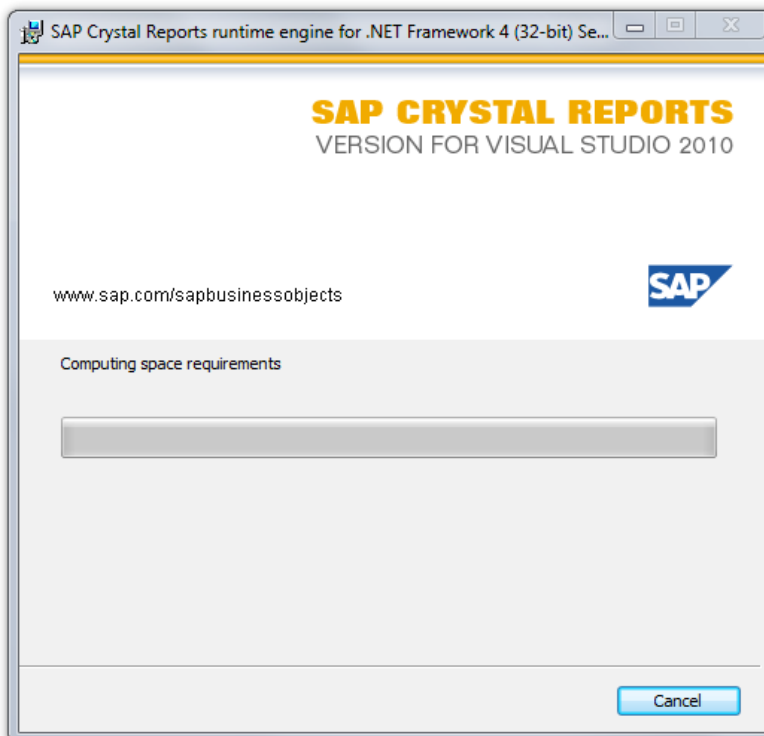 SAP Crystal Reports runtime engine for .NET Framework 4 (32-bit) Se...
SAP CRYSTAL REPORTS
VERSION FOR VISUAL STUDIO 2010
www.sap.com/sapbusinessobjects
SAP
Computing space requirements
Cancel